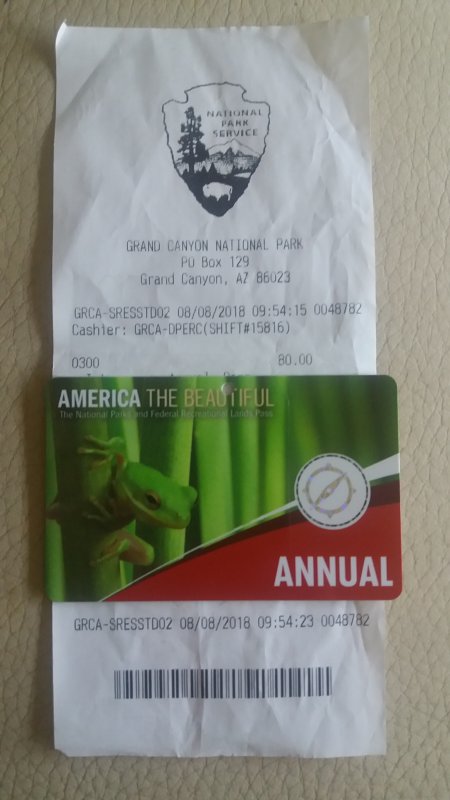 NATIONAL
PARK
SERVICE
GRAND CANYON NATIONAL PARK
PO Box 129
Grand Canyon, AZ 86023
GRCA-SRESSTD02 08/08/2018 09:54:15 0048782
Cashier: GRCA-DPERC(SHIFT#15816)
0300 80.00
AMERICA THE BEAUTIFUL
The National Parks and Federal Recreational Lands Pass
ANNUAL
GRCA-SRESSTD02 08/08/2018 09:54:23 0048782